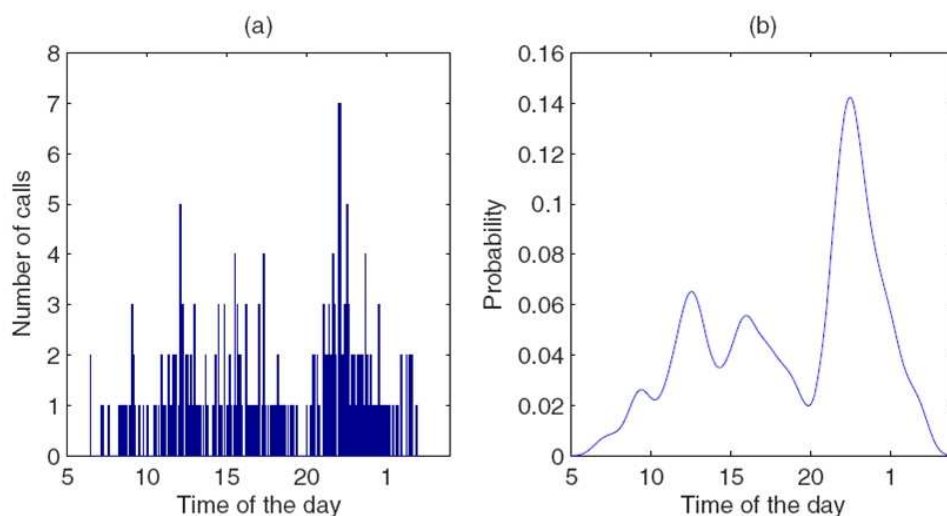 (a)
8
7
6
5
4
3
2
1
0
Number of calls
5 10 15 20 1
Time of the day
(b)
0.16
0.14
0.12
0.1
0.08
0.06
0.04
0.02
0
Probability
5 10 15 20 1
Time of the day